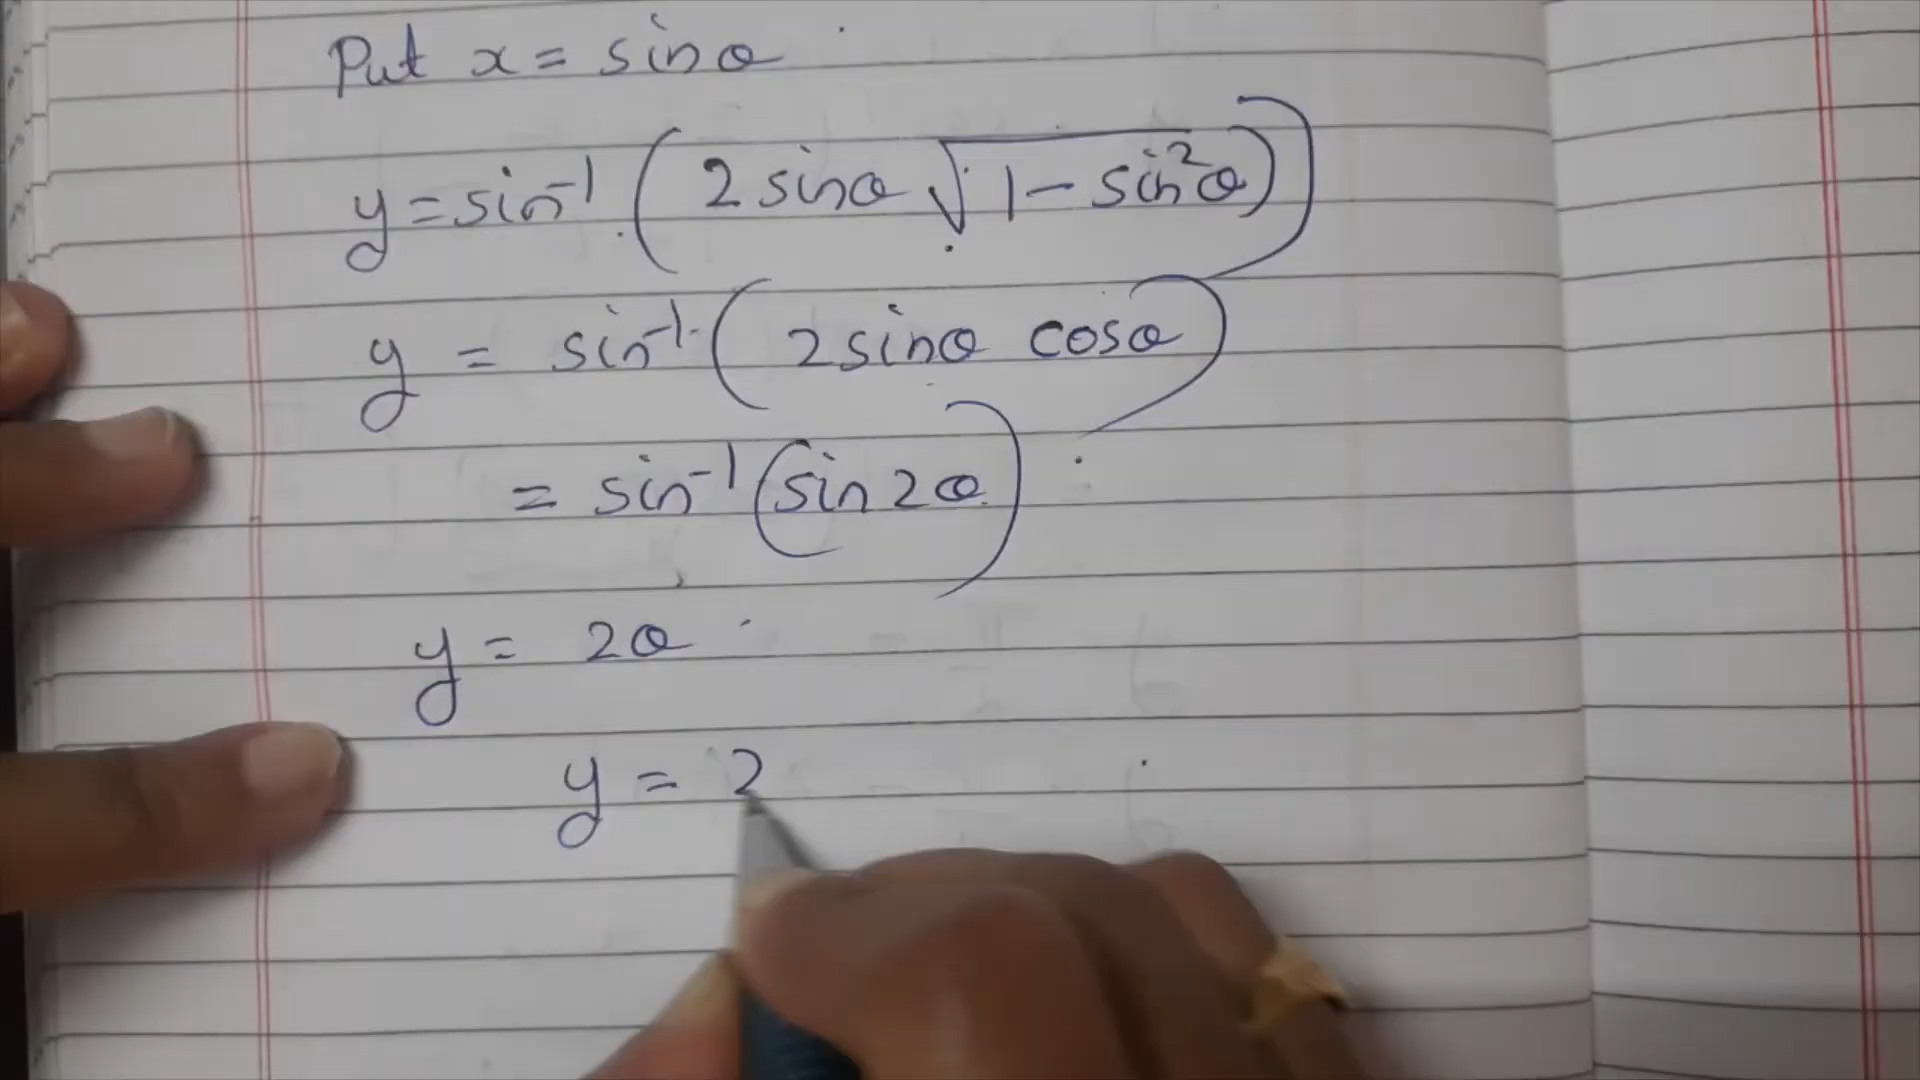 Put x = sinθ
y = sin⁻¹ ( 2 sinθ √(1 - sin²θ) )
y = sin⁻¹ ( 2 sinθ cosθ )
= sin⁻¹ ( sin 2θ )
y = 2θ
y = 2